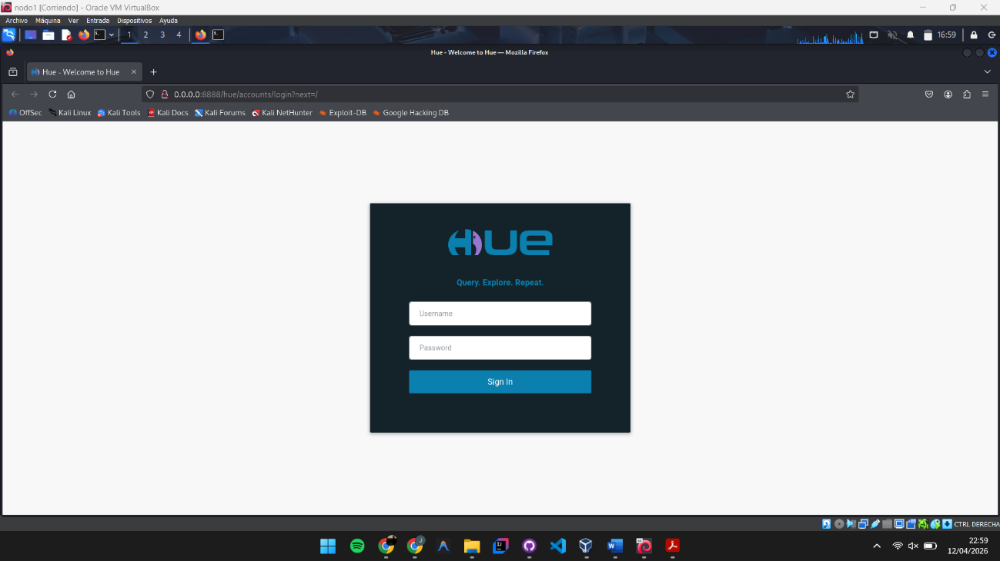 nodo1 [Corriendo] - Oracle VM VirtualBox
Archivo Máquina Ver Entrada Dispositivos Ayuda
1 2 3 4 16:59
Hue - Welcome to Hue — Mozilla Firefox
Hue - Welcome to Hue
0.0.0.0:8888/hue/accounts/login?next=/
OffSec Kali Linux Kali Tools Kali Docs Kali Forums Kali NetHunter Exploit-DB Google Hacking DB
HUE
Query. Explore. Repeat.
Username
Password
Sign In
CTRL DERECHA
22:59
12/04/2026